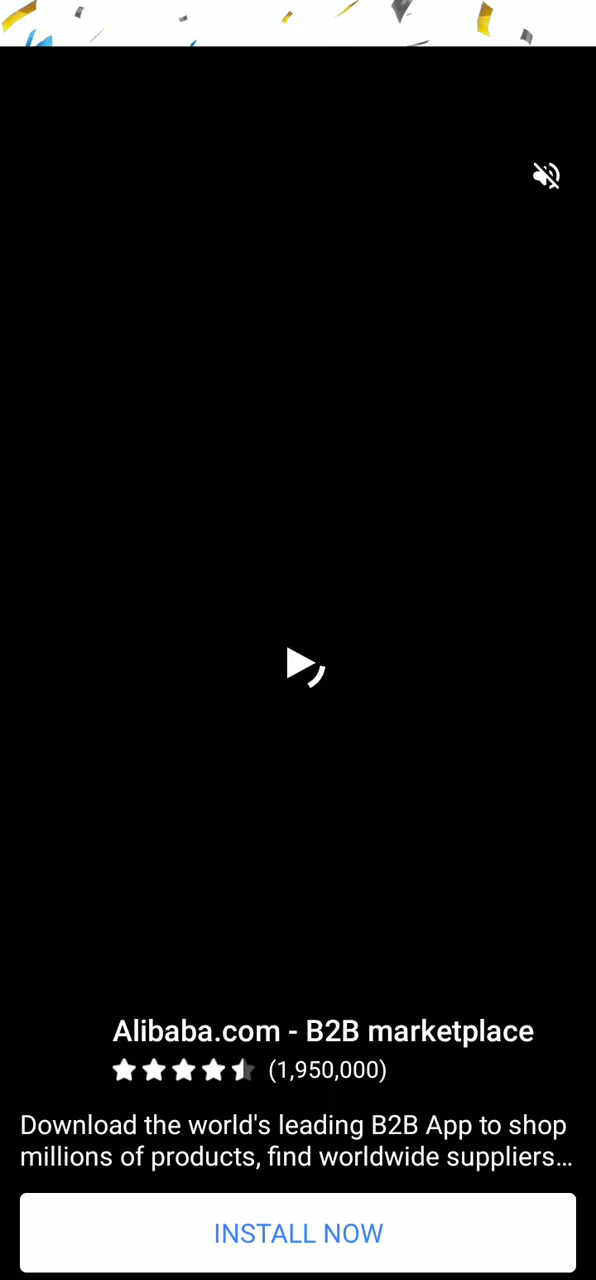 Alibaba.com - B2B marketplace
(1,950,000)
Download the world's leading B2B App to shop
millions of products, find worldwide suppliers…
INSTALL NOW